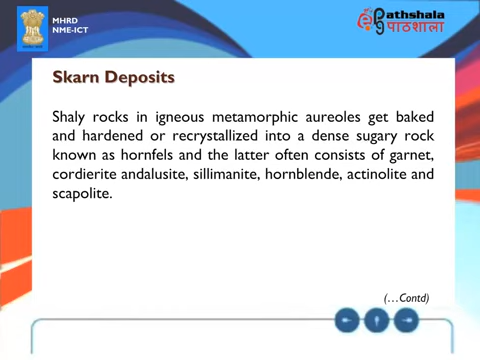 MHRD
NME-ICT
Pathshala
पाठशाला
Skarn Deposits
Shaly rocks in igneous metamorphic aureoles get baked
and hardened or recrystallized into a dense sugary rock
known as hornfels and the latter often consists of garnet,
cordierite andalusite, sillimanite, hornblende, actinolite and
scapolite.
(…Contd)